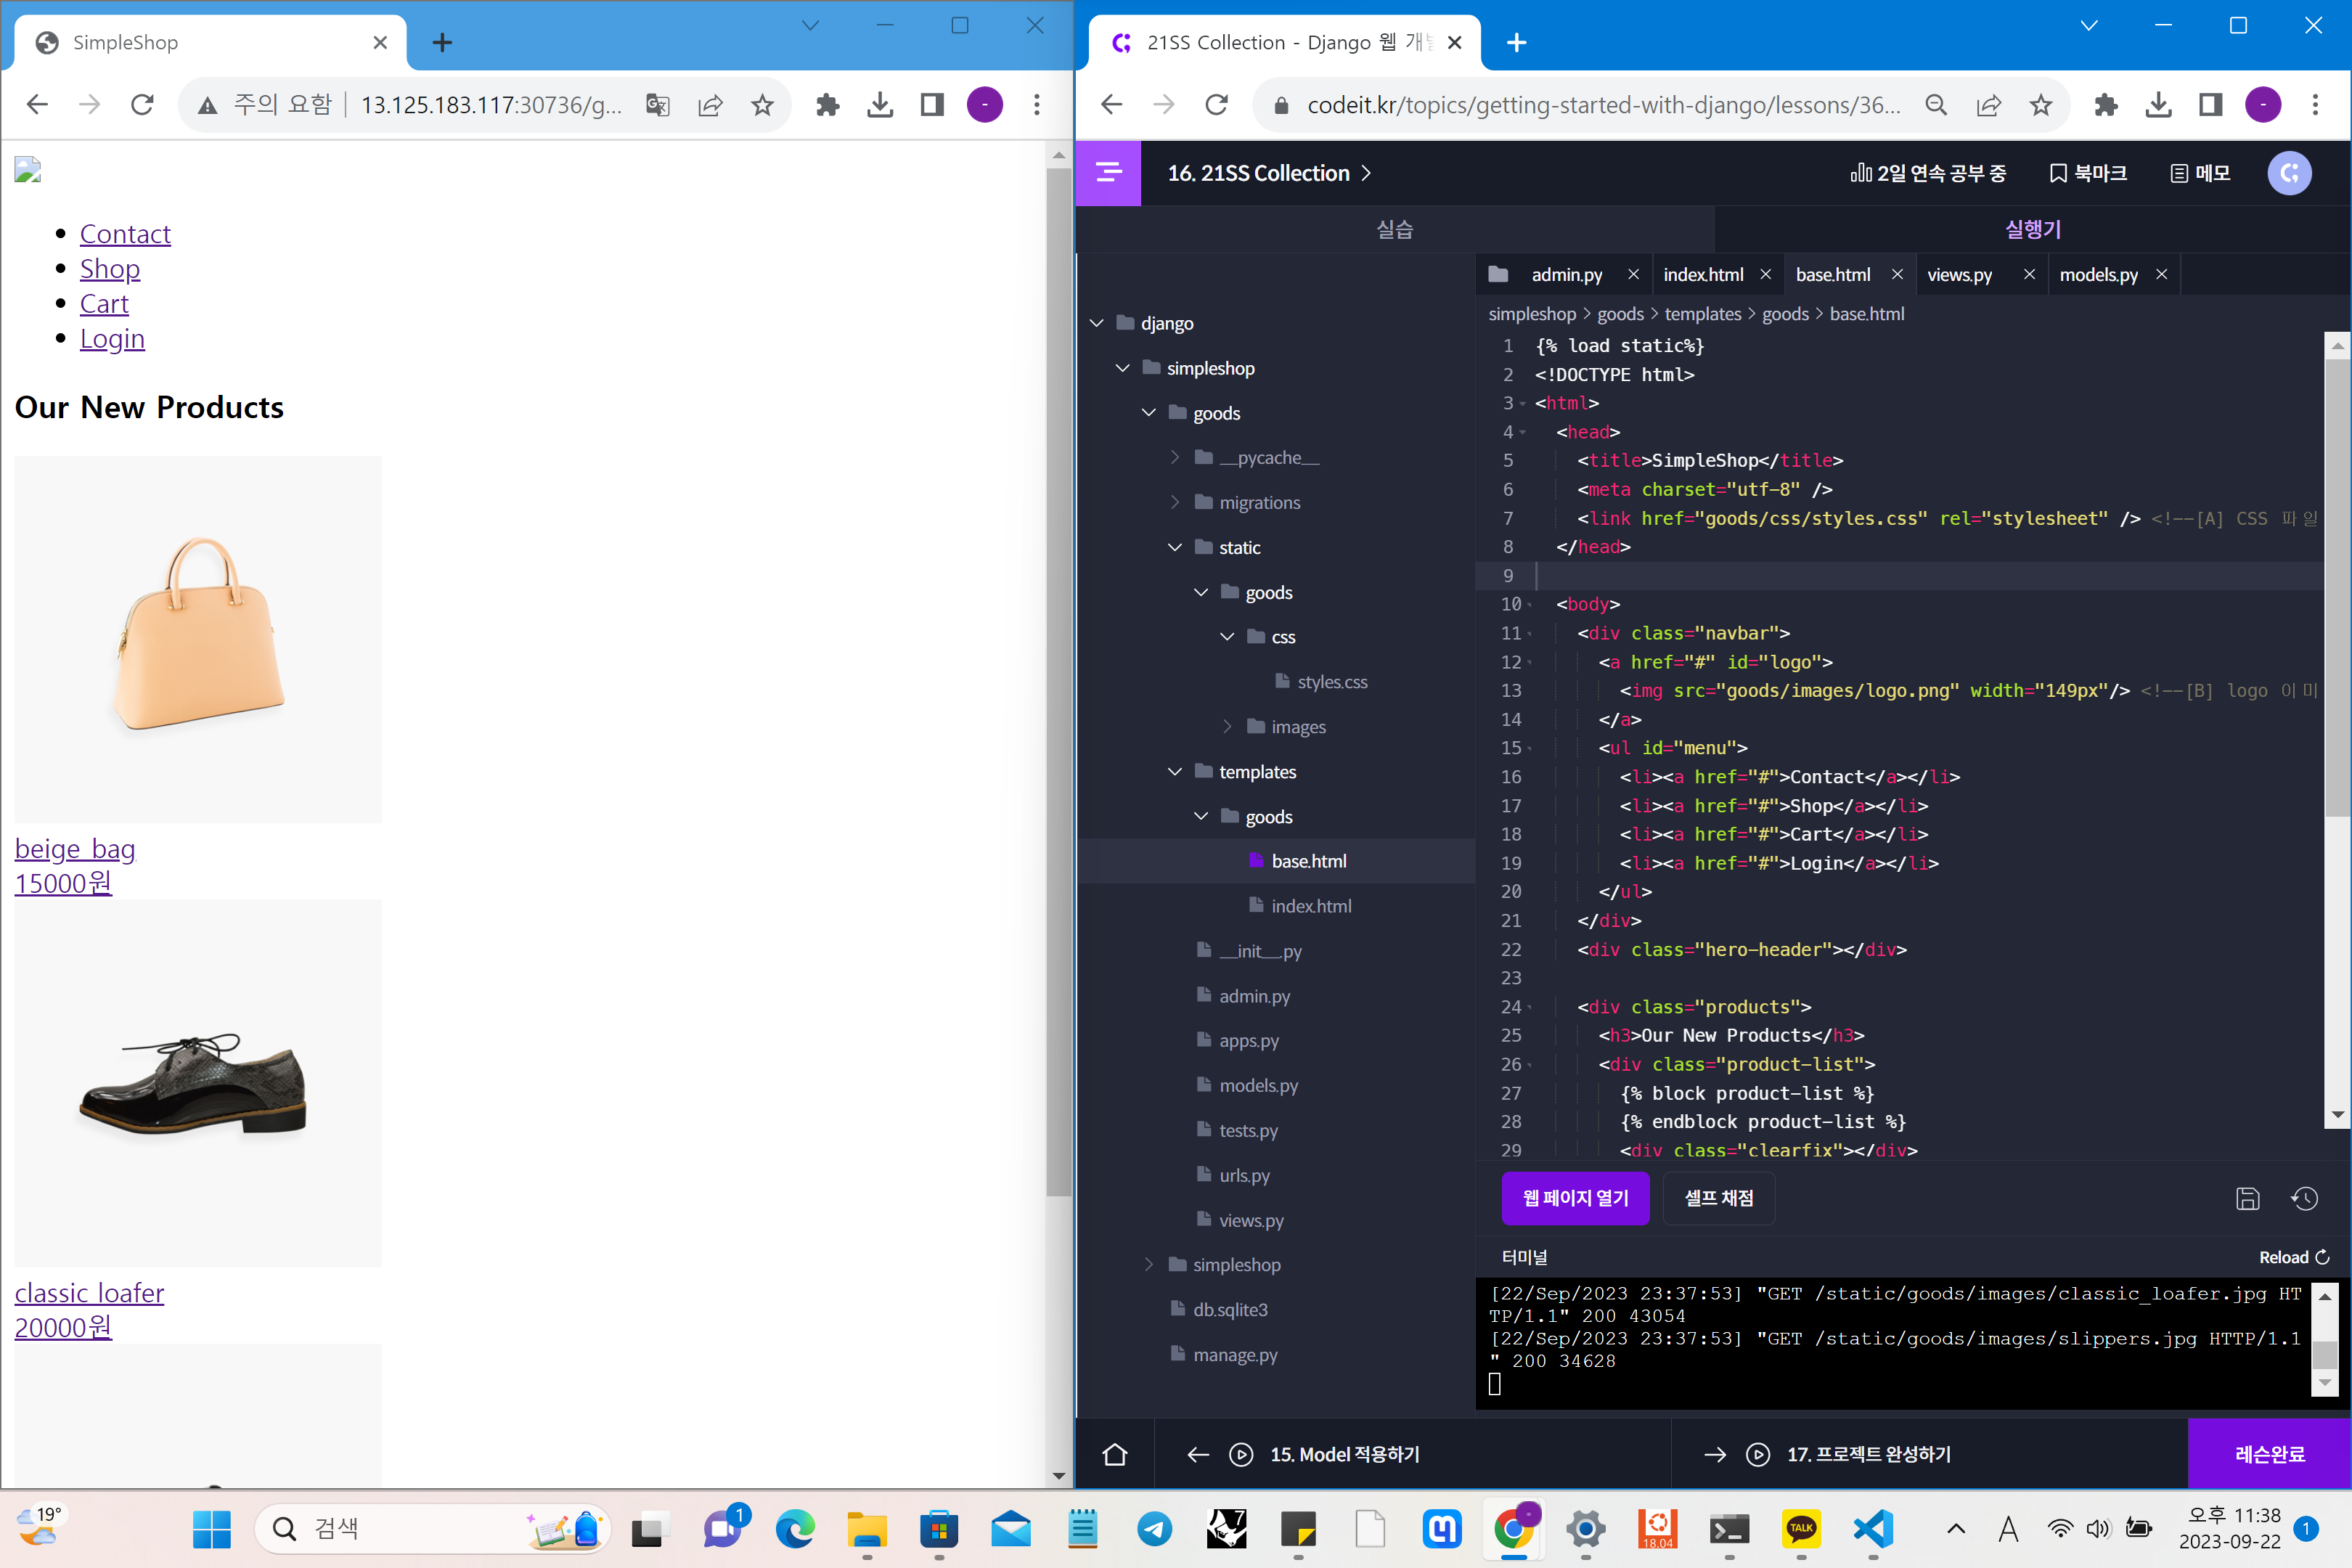 SimpleShop
주의 요함
13.125.183.117:30736/g...
-
Contact
Shop
Cart
Login
Our New Products
beige bag
15000원
classic loafer
20000원
21SS Collection - Django 웹 개발
codeit.kr/topics/getting-started-with-django/lessons/36...
-
16. 21SS Collection
2일 연속 공부 중
북마크
메모
실습
실행기
django
simpleshop
goods
__pycache__
migrations
static
goods
css
styles.css
images
templates
goods
base.html
index.html
__init__.py
admin.py
apps.py
models.py
tests.py
urls.py
views.py
simpleshop
db.sqlite3
manage.py
admin.py
index.html
base.html
views.py
models.py
simpleshop > goods > templates > goods > base.html
1 {% load static%}
2 <!DOCTYPE html>
3 <html>
4 <head>
5 <title>SimpleShop</title>
6 <meta charset="utf-8" />
7 <link href="goods/css/styles.css" rel="stylesheet" /> <!--[A] CSS 파일
8 </head>
9
10 <body>
11 <div class="navbar">
12 <a href="#" id="logo">
13 <img src="goods/images/logo.png" width="149px"/> <!--[B] logo 이미
14 </a>
15 <ul id="menu">
16 <li><a href="#">Contact</a></li>
17 <li><a href="#">Shop</a></li>
18 <li><a href="#">Cart</a></li>
19 <li><a href="#">Login</a></li>
20 </ul>
21 </div>
22 <div class="hero-header"></div>
23
24 <div class="products">
25 <h3>Our New Products</h3>
26 <div class="product-list">
27 {% block product-list %}
28 {% endblock product-list %}
29 <div class="clearfix"></div>
웹 페이지 열기
셀프 채점
터미널
Reload
[22/Sep/2023 23:37:53] "GET /static/goods/images/classic_loafer.jpg HT
TP/1.1" 200 43054
[22/Sep/2023 23:37:53] "GET /static/goods/images/slippers.jpg HTTP/1.1
" 200 34628
15. Model 적용하기
17. 프로젝트 완성하기
레슨완료
19°
검색
1
7
18.04
TALK
A
오후 11:38
2023-09-22
1